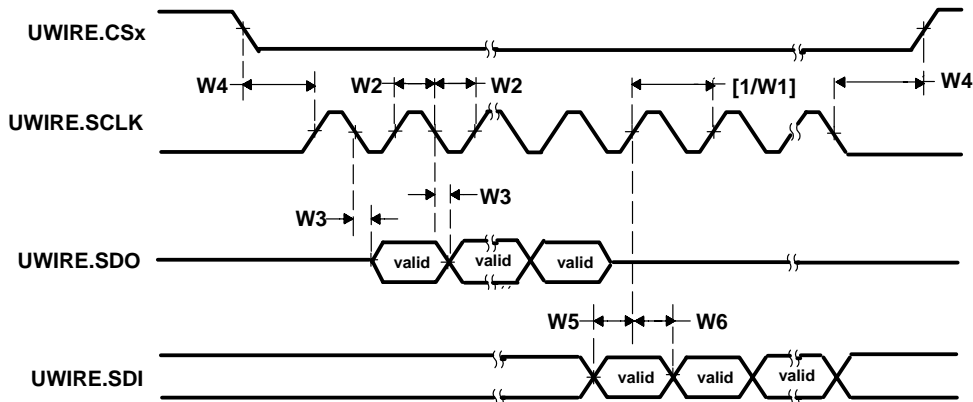 UWIRE.CSx
W4
W2
W2
[1/W1]
W4
UWIRE.SCLK
W3
W3
UWIRE.SDO
valid
valid
valid
W5
W6
UWIRE.SDI
valid
valid
valid